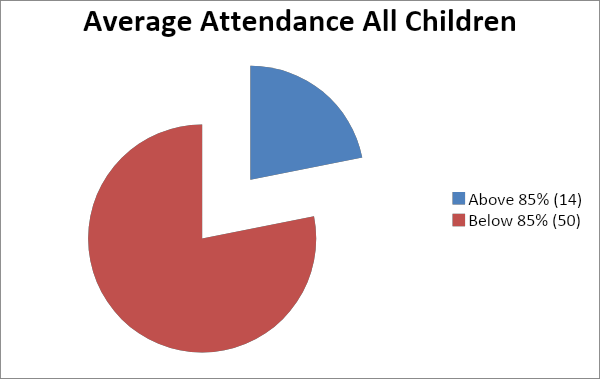 Average Attendance All Children
Above 85% (14)
Below 85% (50)